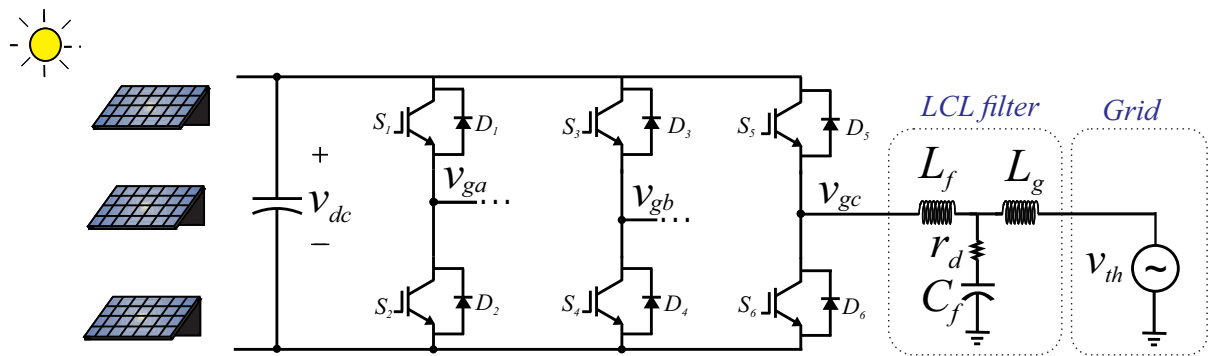 LCL filter
Grid
S1
D1
S3
D3
S5
D5
+
vdc
−
vga
vgb
vgc
Lf
Lg
rd
Cf
vth
~
S2
D2
S4
D4
S6
D6